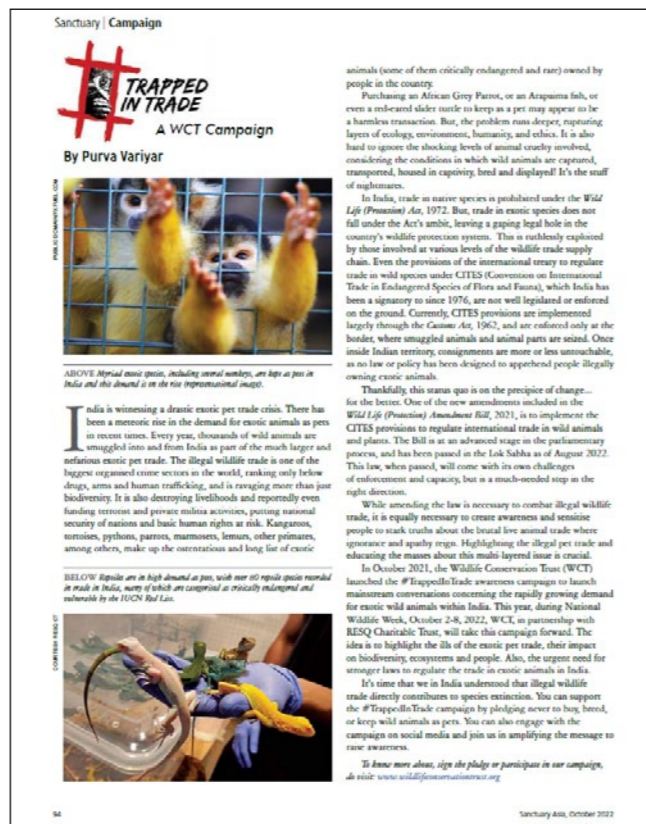 Sanctuary | Campaign
TRAPPED
IN TRADE
A WCT Campaign
By Purva Variyar
PUBLIC DOMAIN/PIXEL.COM
ABOVE Myriad exotic species, including several monkeys, are kept as pets in
India and this demand is on the rise (representational image).
India is witnessing a drastic exotic pet trade crisis. There has
been a meteoric rise in the demand for exotic animals as pets
in recent times. Every year, thousands of wild animals are
smuggled into and from India as part of the much larger and
nefarious exotic pet trade. The illegal wildlife trade is one of the
biggest organised crime sectors in the world, ranking only below
drugs, arms and human trafficking, and is ravaging more than just
biodiversity. It is also destroying livelihoods and reportedly even
funding terrorist and private militia activities, putting national
security of nations and basic human rights at risk. Kangaroos,
tortoises, pythons, parrots, marmosets, lemurs, other primates,
among others, make up the ostentatious and long list of exotic
BELOW Reptiles are in high demand as pets, with over 60 reptile species recorded
in trade in India, many of which are categorised as critically endangered and
vulnerable by the IUCN Red List.
COURTESY RESQ CT
animals (some of them critically endangered and rare) owned by
people in the country.
Purchasing an African Grey Parrot, or an Arapaima fish, or
even a red-eared slider turtle to keep as a pet may appear to be
a harmless transaction. But, the problem runs deeper, rupturing
layers of ecology, environment, humanity, and ethics. It is also
hard to ignore the shocking levels of animal cruelty involved,
considering the conditions in which wild animals are captured,
transported, housed in captivity, bred and displayed! It's the stuff
of nightmares.
In India, trade in native species is prohibited under the Wild
Life (Protection) Act, 1972. But, trade in exotic species does not
fall under the Act's ambit, leaving a gaping legal hole in the
country's wildlife protection system. This is ruthlessly exploited
by those involved at various levels of the wildlife trade supply
chain. Even the provisions of the international treaty to regulate
trade in wild species under CITES (Convention on International
Trade in Endangered Species of Flora and Fauna), which India has
been a signatory to since 1976, are not well legislated or enforced
on the ground. Currently, CITES provisions are implemented
largely through the Customs Act, 1962, and are enforced only at the
border, where smuggled animals and animal parts are seized. Once
inside Indian territory, consignments are more or less untouchable,
as no law or policy has been designed to apprehend people illegally
owning exotic animals.
Thankfully, this status quo is on the precipice of change...
for the better. One of the new amendments included in the
Wild Life (Protection) Amendment Bill, 2021, is to implement the
CITES provisions to regulate international trade in wild animals
and plants. The Bill is at an advanced stage in the parliamentary
process, and has been passed in the Lok Sabha as of August 2022.
This law, when passed, will come with its own challenges
of enforcement and capacity, but is a much-needed step in the
right direction.
While amending the law is necessary to combat illegal wildlife
trade, it is equally necessary to create awareness and sensitise
people to stark truths about the brutal live animal trade where
ignorance and apathy reign. Highlighting the illegal pet trade and
educating the masses about this multi-layered issue is crucial.
In October 2021, the Wildlife Conservation Trust (WCT)
launched the #TrappedInTrade awareness campaign to launch
mainstream conversations concerning the rapidly growing demand
for exotic wild animals within India. This year, during National
Wildlife Week, October 2-8, 2022, WCT, in partnership with
RESQ Charitable Trust, will take this campaign forward. The
idea is to highlight the ills of the exotic pet trade, their impact
on biodiversity, ecosystems and people. Also, the urgent need for
stronger laws to regulate the trade in exotic animals in India.
It's time that we in India understood that illegal wildlife
trade directly contributes to species extinction. You can support
the #TrappedInTrade campaign by pledging never to buy, breed,
or keep wild animals as pets. You can also engage with the
campaign on social media and join us in amplifying the message to
raise awareness.
To know more about, sign the pledge or participate in our campaign,
do visit: www.wildlifeconservationtrust.org
94
Sanctuary Asia, October 2022